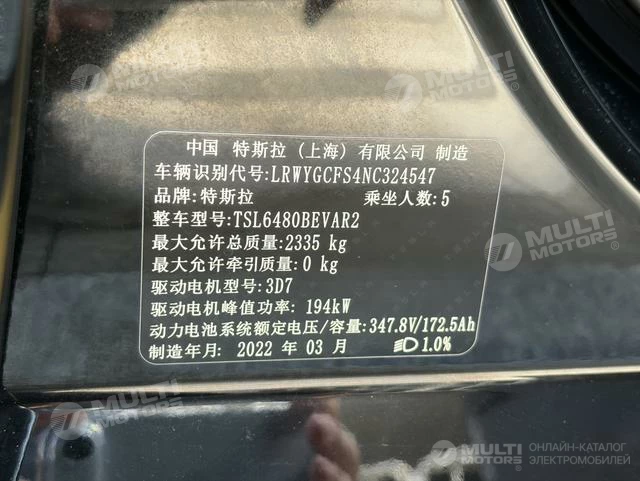 中国 特斯拉 (上海) 有限公司 制造
车辆识别代号:LRWYGCFS4NC324547
品牌:特斯拉 乘坐人数:5
整车型号:TSL6480BEVAR2
最大允许总质量:2335 kg
最大允许牵引质量:0 kg
驱动电机型号:3D7
驱动电机峰值功率: 194kW
动力电池系统额定电压/容量:347.8V/172.5Ah
制造年月: 2022 年 03 月 1.0%
MULTI MOTORS®
MULTI MOTORS®
MULTI MOTORS®
MULTI MOTORS®
MULTI MOTORS®
ОНЛАЙН-КАТАЛОГ
ЭЛЕКТРОМОБИЛЕЙ